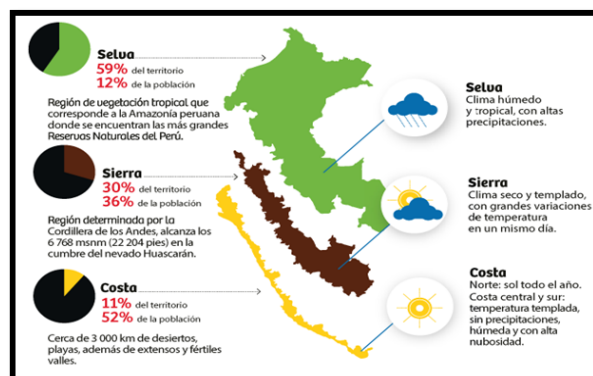 Selva
59% del territorio
12% de la población
Región de vegetación tropical que
corresponde a la Amazonía peruana
donde se encuentran las más grandes
Reservas Naturales del Perú.
Sierra
30% del territorio
36% de la población
Región determinada por la
Cordillera de los Andes, alcanza los
6 768 msnm (22 204 pies) en la
cumbre del nevado Huascarán.
Costa
11% del territorio
52% de la población
Cerca de 3 000 km de desiertos,
playas, además de extensos y fértiles
valles.
Selva
Clima húmedo
y tropical, con altas
precipitaciones.
Sierra
Clima seco y templado,
con grandes variaciones
de temperatura
en un mismo día.
Costa
Norte: sol todo el año.
Costa central y sur:
temperatura templada,
sin precipitaciones,
húmeda y con alta
nubosidad.